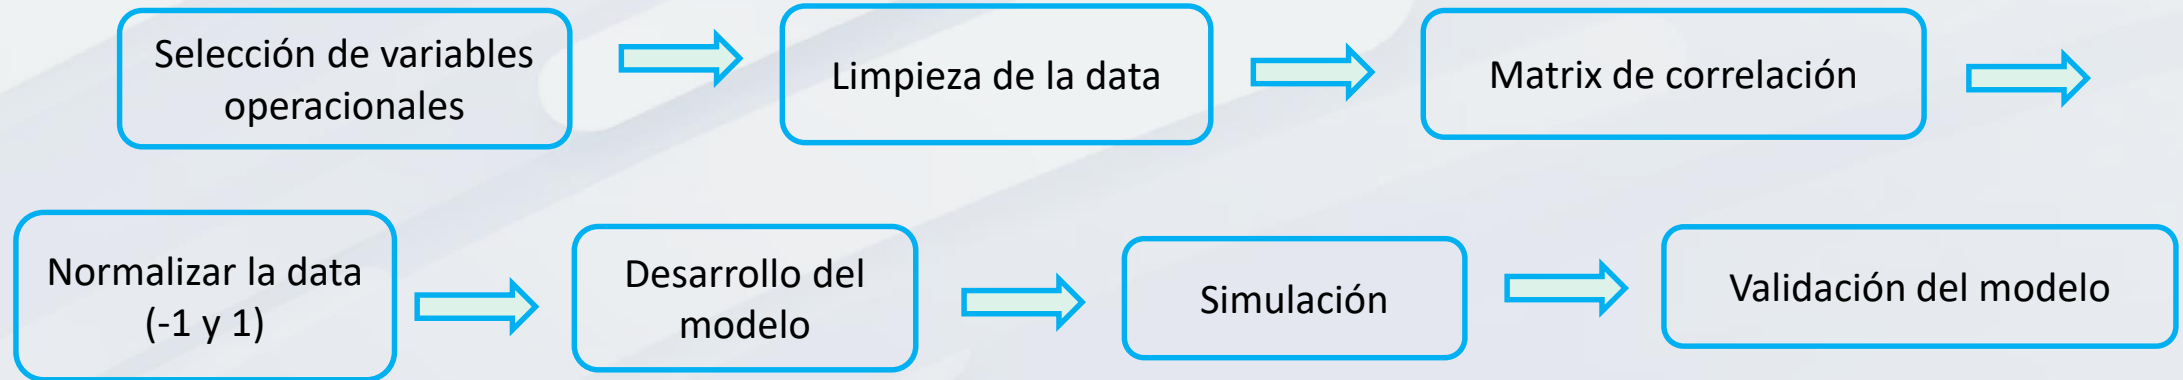 Selección de variables
operacionales
Limpieza de la data
Matrix de correlación
Normalizar la data
(-1 y 1)
Desarrollo del
modelo
Simulación
Validación del modelo